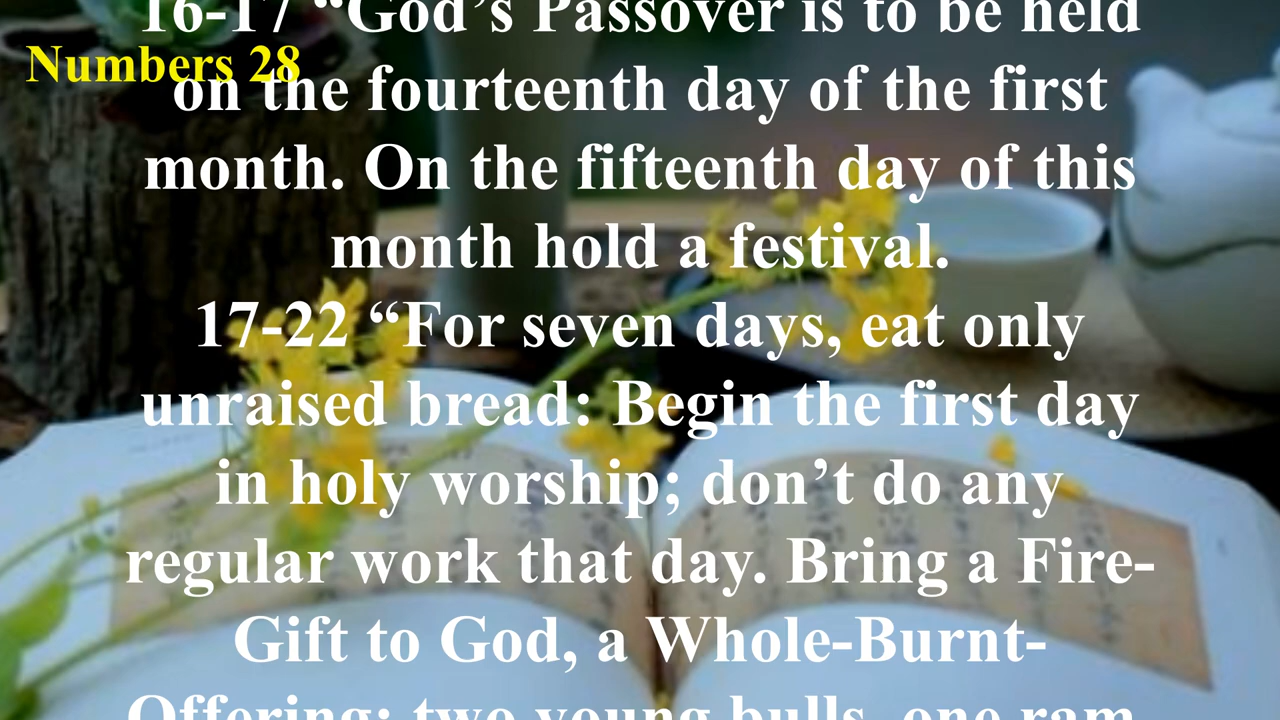 16-17 “God’s Passover is to be held
Numbers 28
on the fourteenth day of the first
month. On the fifteenth day of this
month hold a festival.
17-22 “For seven days, eat only
unraised bread: Begin the first day
in holy worship; don’t do any
regular work that day. Bring a Fire-
Gift to God, a Whole-Burnt-
Offering: two young bulls, one ram,